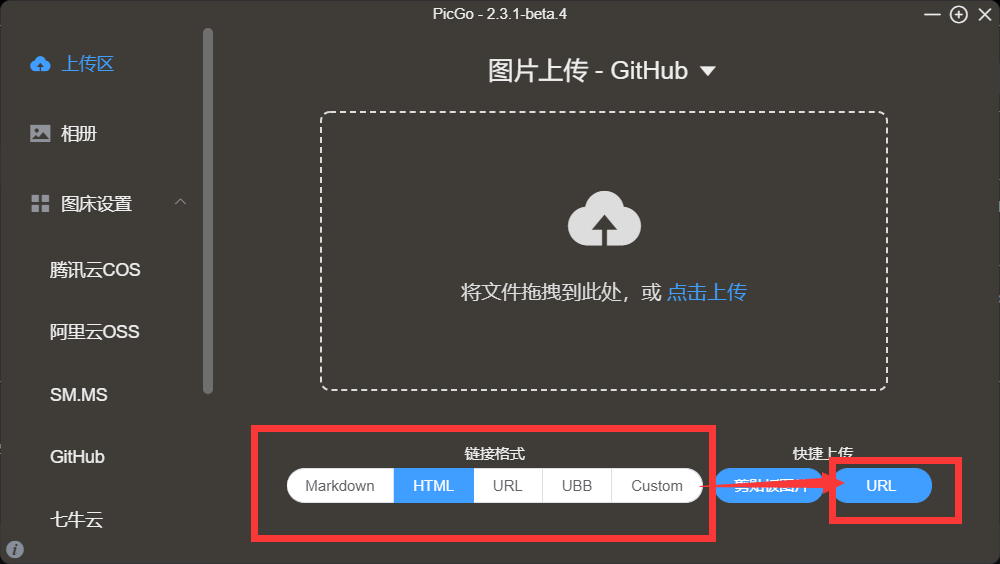 PicGo - 2.3.1-beta.4
上传区
相册
图床设置
腾讯云COS
阿里云OSS
SM.MS
GitHub
七牛云
图片上传 - GitHub
将文件拖拽到此处，或 点击上传
链接格式
Markdown HTML URL UBB Custom
快捷上传
剪贴板图片 URL